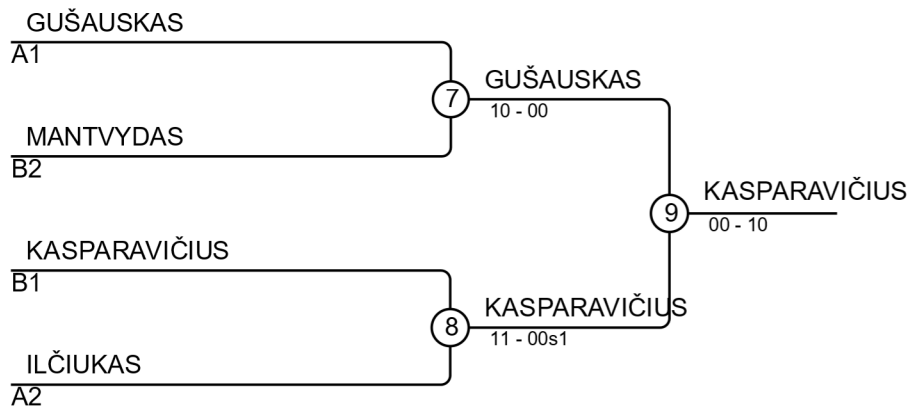 GUŠAUSKAS
A1
7
GUŠAUSKAS
10 - 00
MANTVYDAS
B2
9
KASPARAVIČIUS
00 - 10
KASPARAVIČIUS
B1
8
KASPARAVIČIUS
11 - 00s1
ILČIUKAS
A2